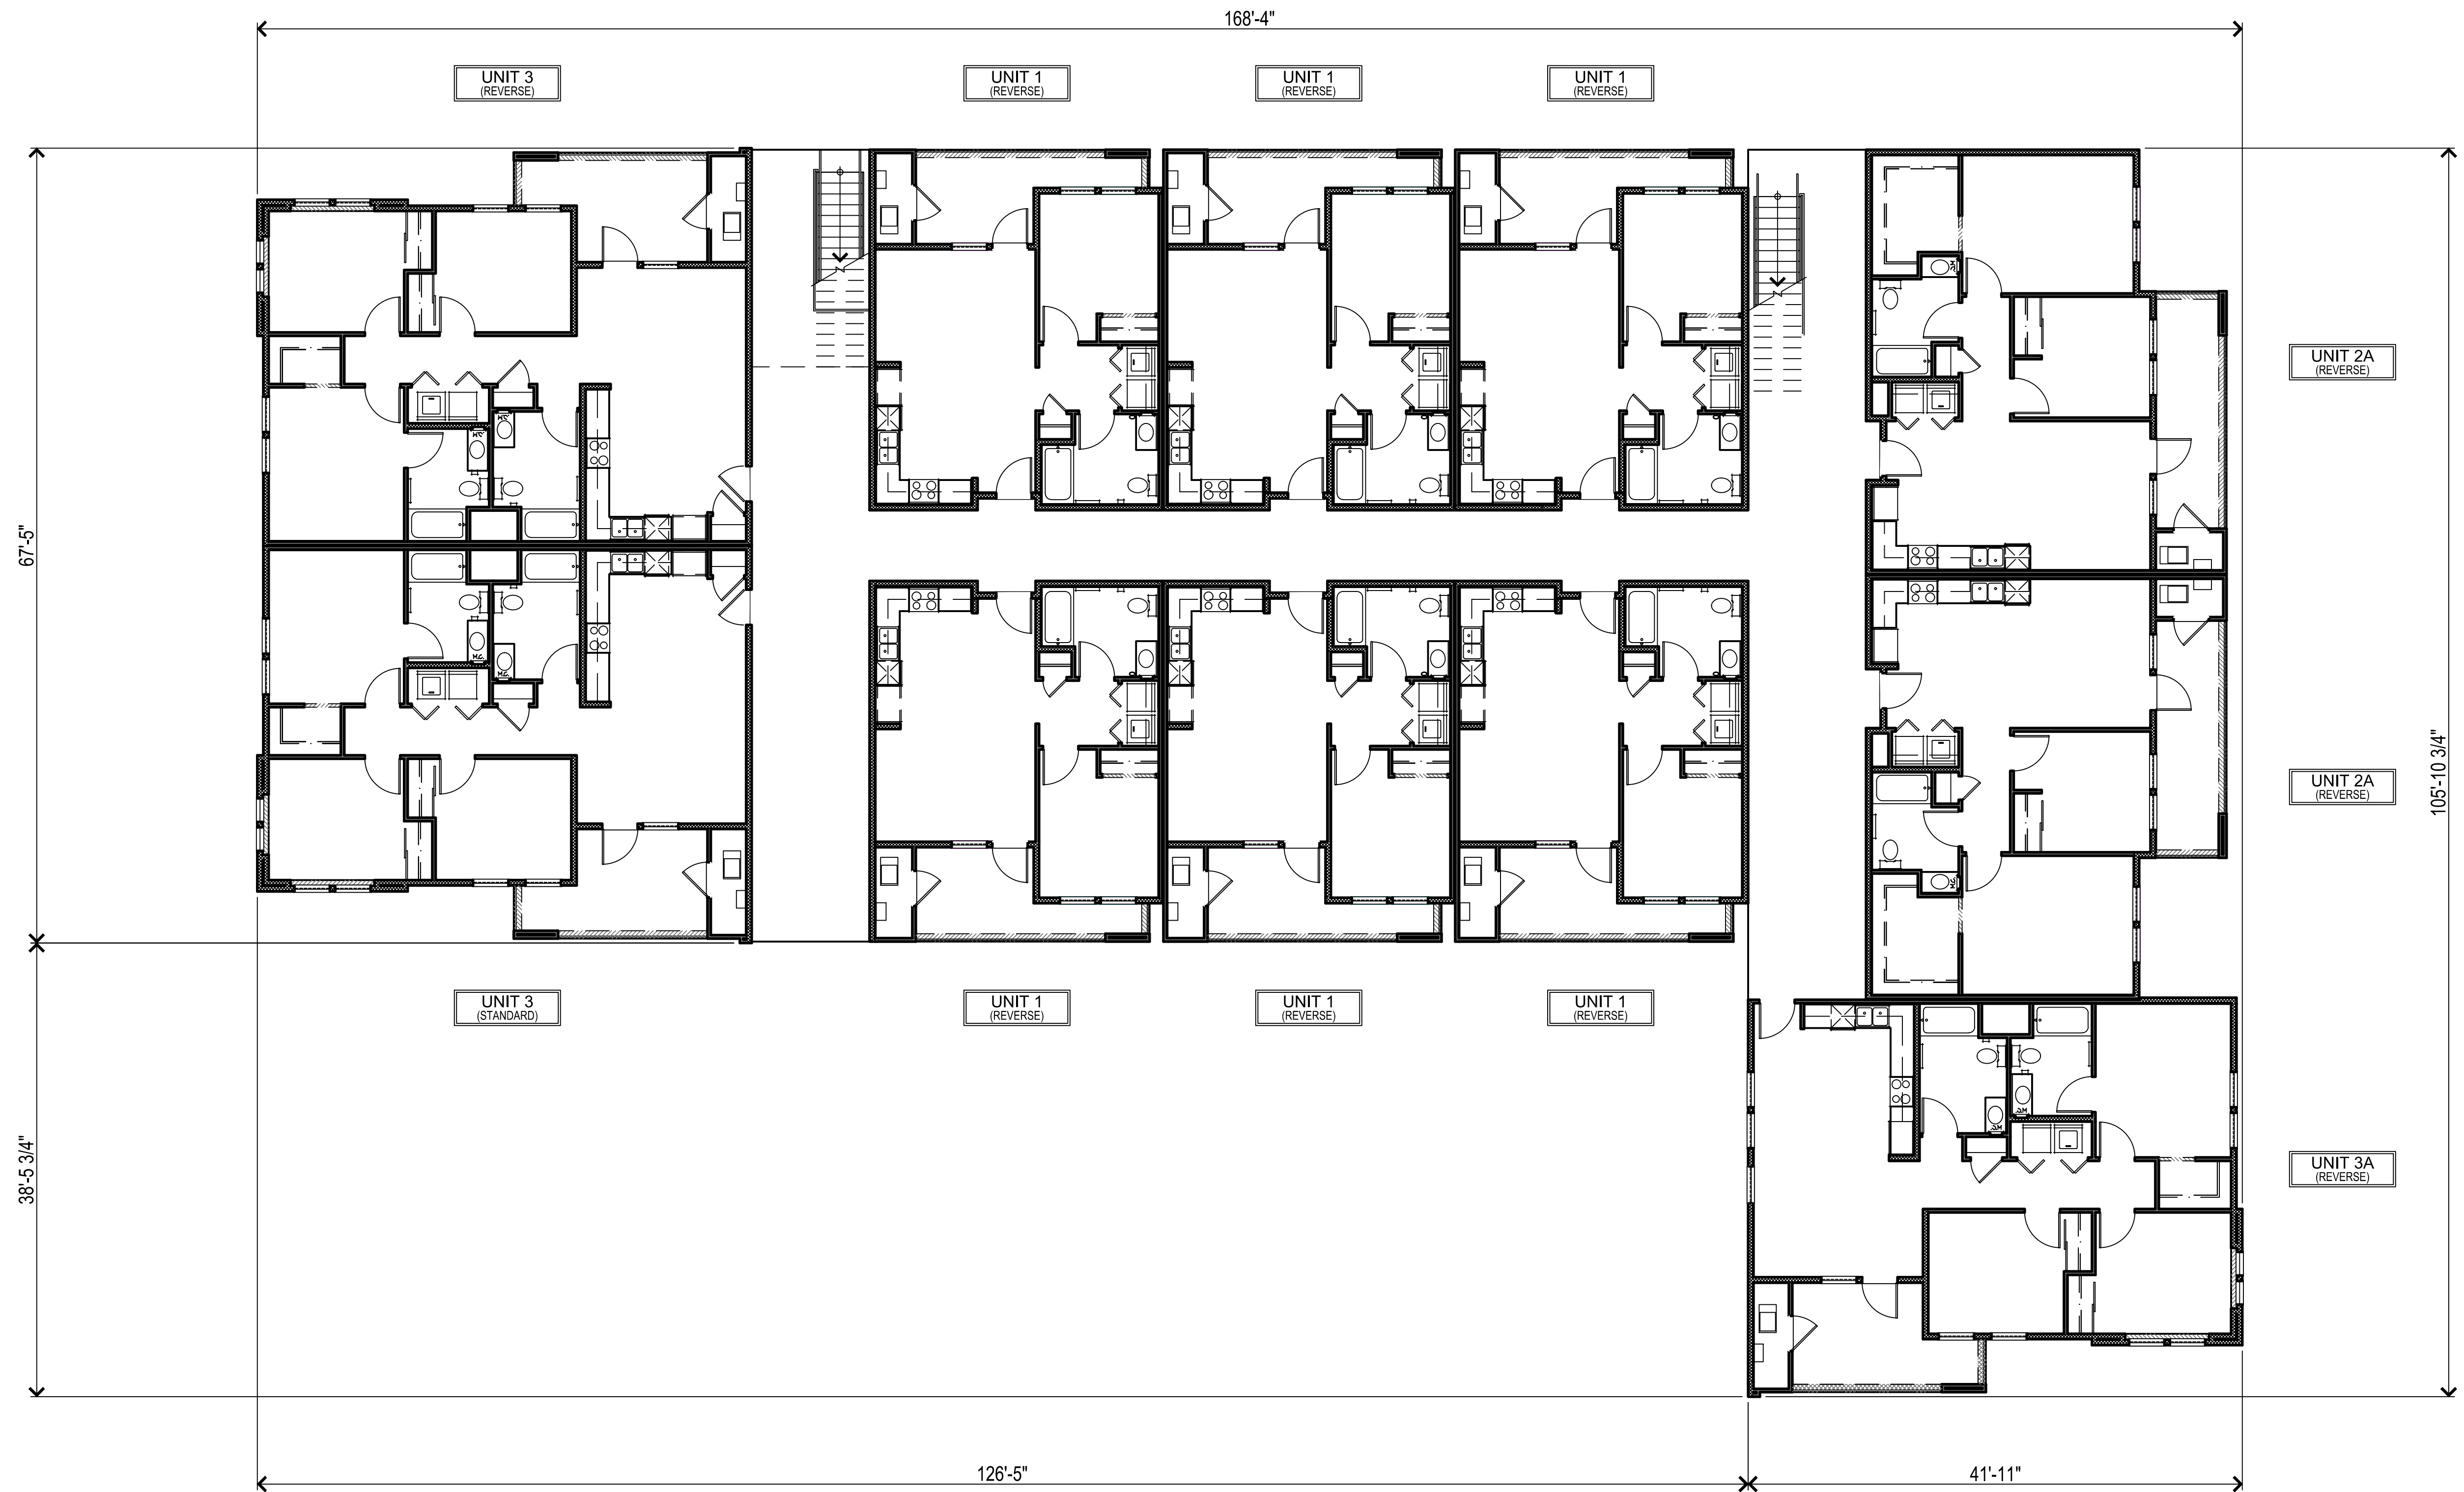 168'-4"
UNIT 3
(REVERSE)
UNIT 1
(REVERSE)
UNIT 1
(REVERSE)
UNIT 1
(REVERSE)
UNIT 2A
(REVERSE)
67'-5"
UNIT 2A
(REVERSE)
105'-10 3/4"
UNIT 3
(STANDARD)
UNIT 1
(REVERSE)
UNIT 1
(REVERSE)
UNIT 1
(REVERSE)
38'-5 3/4"
UNIT 3A
(REVERSE)
126'-5"
41'-11"